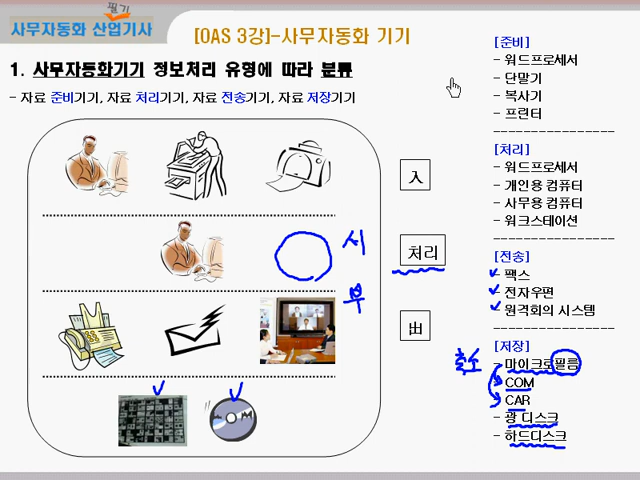 필기
사무자동화 산업기사
[OAS 3강]-사무자동화 기기
1. 사무자동화기기 정보처리 유형에 따라 분류
- 자료 준비기기, 자료 처리기기, 자료 전송기기, 자료 저장기기
入
처리
出
시
부
[준비]
- 워드프로세서
- 단말기
- 복사기
- 프린터
[처리]
- 워드프로세서
- 개인용 컴퓨터
- 사무용 컴퓨터
- 워크스테이션
[전송]
- 팩스
- 전자우편
- 원격회의 시스템
[저장]
축소
- 마이크로필름
- COM
- CAR
- 광 디스크
- 하드디스크